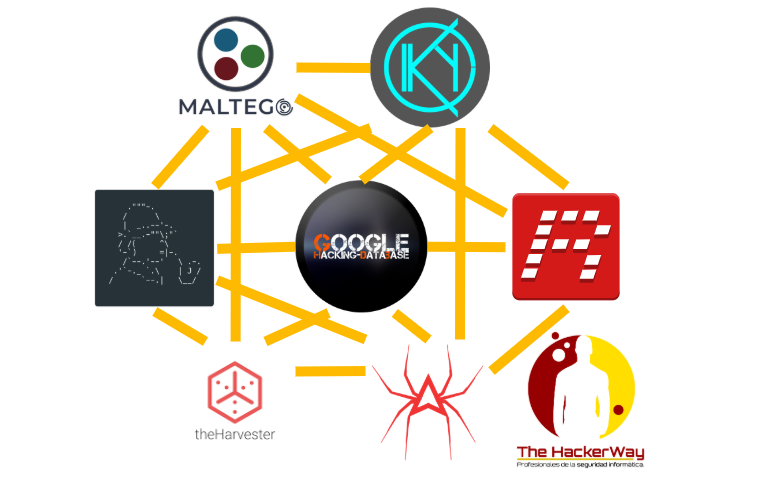 MALTEGO
GOOGLE
HACKING-DATABASE
theHarvester
The HackerWay
Profesionales de la seguridad informática.